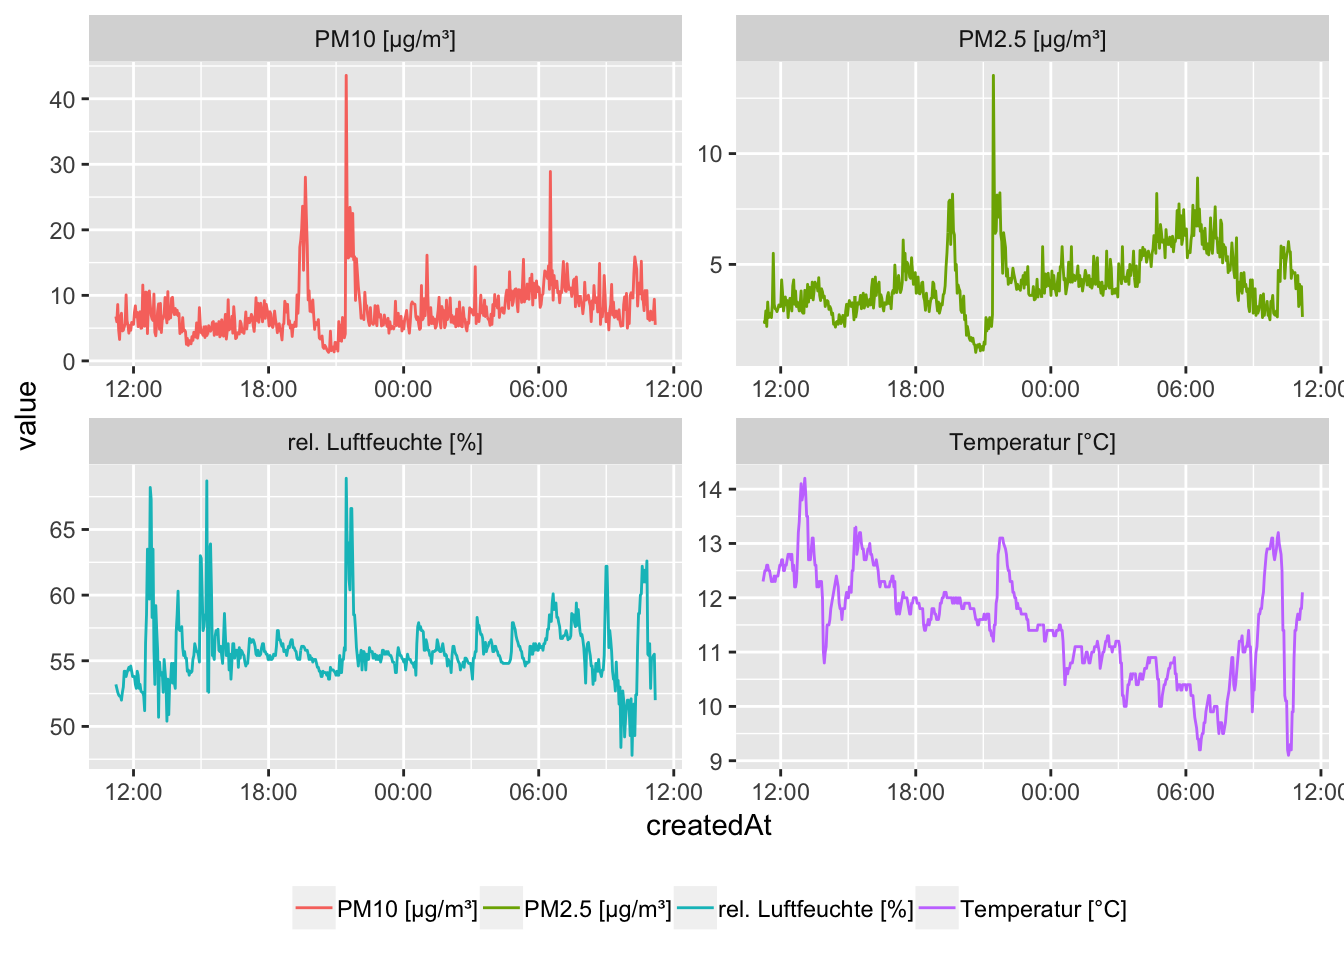 PM10 [µg/m³]
PM2.5 [µg/m³]
40
30
20
10
0
10
5
12:00 18:00 00:00 06:00 12:00
12:00 18:00 00:00 06:00 12:00
value
rel. Luftfeuchte [%]
Temperatur [°C]
65
60
55
50
14
13
12
11
10
9
12:00 18:00 00:00 06:00 12:00
12:00 18:00 00:00 06:00 12:00
createdAt
PM10 [µg/m³] PM2.5 [µg/m³] rel. Luftfeuchte [%] Temperatur [°C]